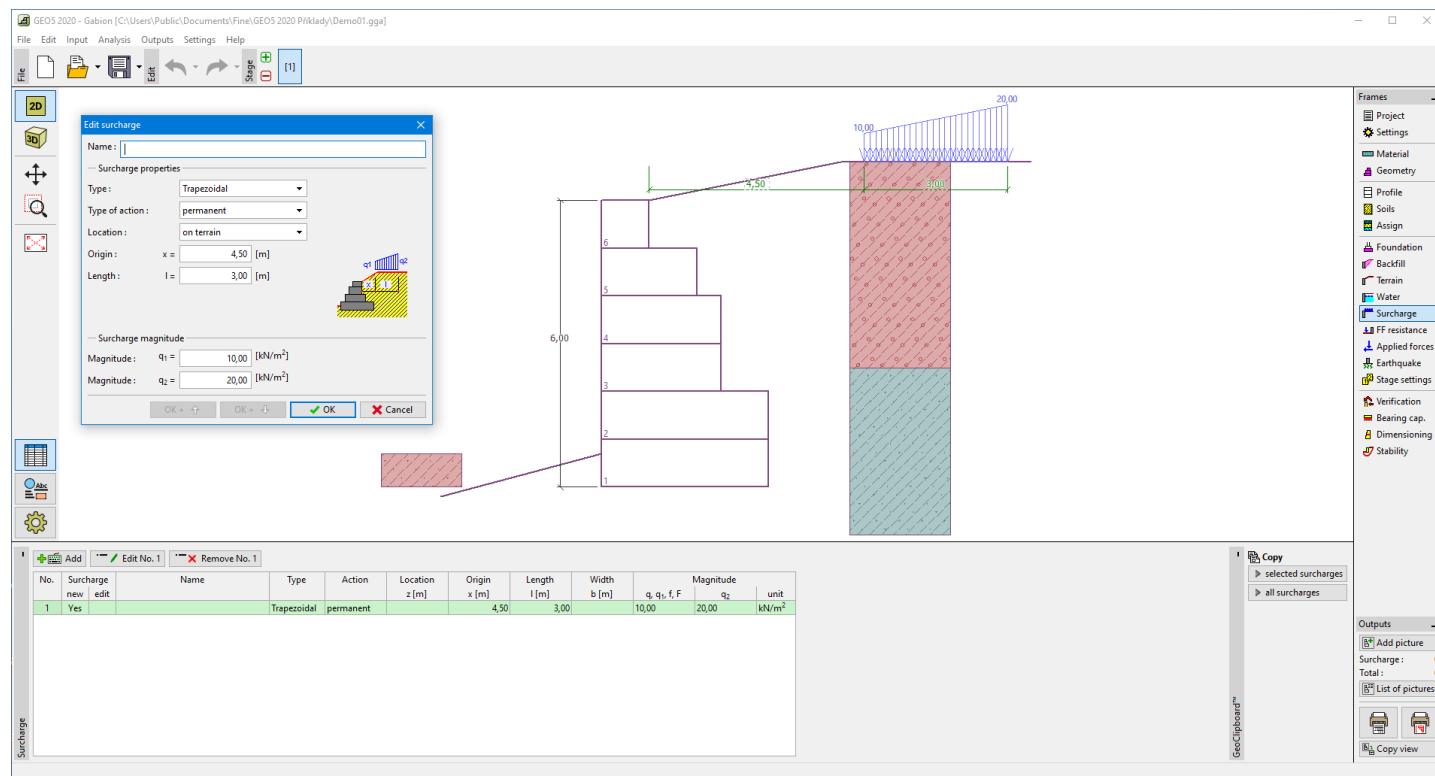 GEO5 2020 - Gabion [C:\Users\Public\Documents\Fine\GEO5 2020 Příklady\Demo01.gga]
File Edit Input Analysis Outputs Settings Help
File
Edit
Stage
[1]
2D
3D
Abc
Edit surcharge
Name :
Surcharge properties
Type : Trapezoidal
Type of action : permanent
Location : on terrain
Origin : x = 4,50 [m]
Length : l = 3,00 [m]
q1 q2
x l
Surcharge magnitude
Magnitude : q1 = 10,00 [kN/m2]
Magnitude : q2 = 20,00 [kN/m2]
OK + OK + OK Cancel
20,00
10,00
4,50 3,00
6,00
6
5
4
3
2
1
Frames
Project
Settings
Material
Geometry
Profile
Soils
Assign
Foundation
Backfill
Terrain
Water
Surcharge
FF resistance
Applied forces
Earthquake
Stage settings
Verification
Bearing cap.
Dimensioning
Stability
Surcharge
Add Edit No. 1 Remove No. 1
No. Surcharge Name Type Action Location Origin Length Width Magnitude
new edit z [m] x [m] l [m] b [m] q, q1, f, F q2 unit
1 Yes Trapezoidal permanent 4,50 3,00 10,00 20,00 kN/m2
GeoClipboard™
Copy
selected surcharges
all surcharges
Outputs
Add picture
Surcharge :
Total :
List of pictures
Copy view